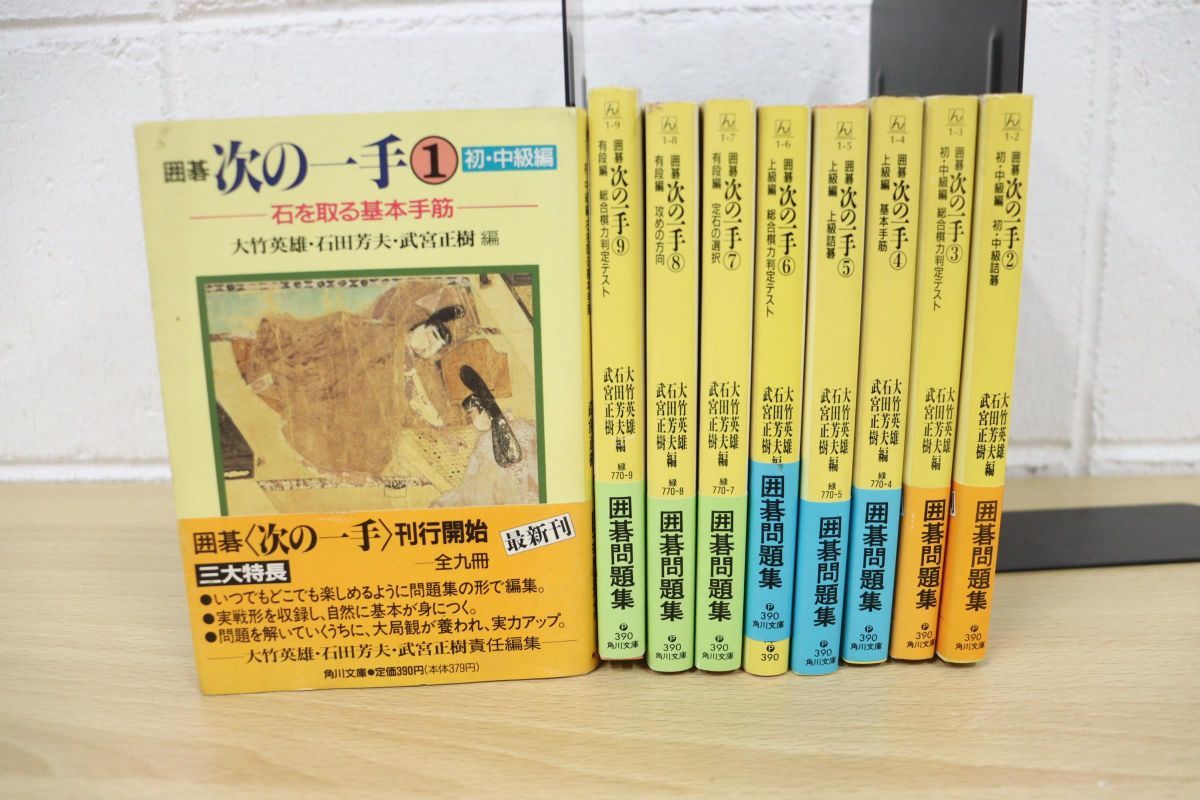 囲碁 次の一手① 初・中級編
石を取る基本手筋
大竹英雄・石田芳夫・武宮正樹 編
囲碁〈次の一手〉刊行開始
最新刊
―全九冊
三大特長
●いつでもどこでも楽しめるように問題集の形で編集。
●実戦形を収録し、自然に基本が身につく。
●問題を解いていくうちに、大局観が養われ、実力アップ。
―大竹英雄・石田芳夫・武宮正樹責任編集
角川文庫●定価390円(本体379円)
ん
1-9
囲碁 次の一手⑨
有段編 総合棋力判定テスト
大竹英雄
石田芳夫編
武宮正樹
緑
770-9
囲碁問題集
P
390
角川文庫
ん
1-8
囲碁 次の一手⑧
有段編 攻めの方向
大竹英雄
石田芳夫編
武宮正樹
緑
770-8
囲碁問題集
P
390
角川文庫
ん
1-7
囲碁 次の一手⑦
有段編 定石の選択
大竹英雄
石田芳夫編
武宮正樹
緑
770-7
囲碁問題集
P
390
角川文庫
ん
1-6
囲碁 次の一手⑥
上級編 総合棋力判定テスト
大竹英雄
石田芳夫編
武宮正樹
囲碁問題集
P
390
角川文庫
P
390
ん
1-5
囲碁 次の一手⑤
上級編 上級詰碁
大竹英雄
石田芳夫編
武宮正樹
緑
770-5
囲碁問題集
P
390
角川文庫
ん
1-4
囲碁 次の一手④
上級編 基本手筋
大竹英雄
石田芳夫編
武宮正樹
緑
770-4
囲碁問題集
P
390
角川文庫
ん
1-3
囲碁 次の一手③
初・中級編 総合棋力判定テスト
大竹英雄
石田芳夫編
武宮正樹
囲碁問題集
P
390
角川文庫
ん
1-2
囲碁 次の一手②
初・中級編 初・中級詰碁
大竹英雄
石田芳夫編
武宮正樹
囲碁問題集
P
390
角川文庫